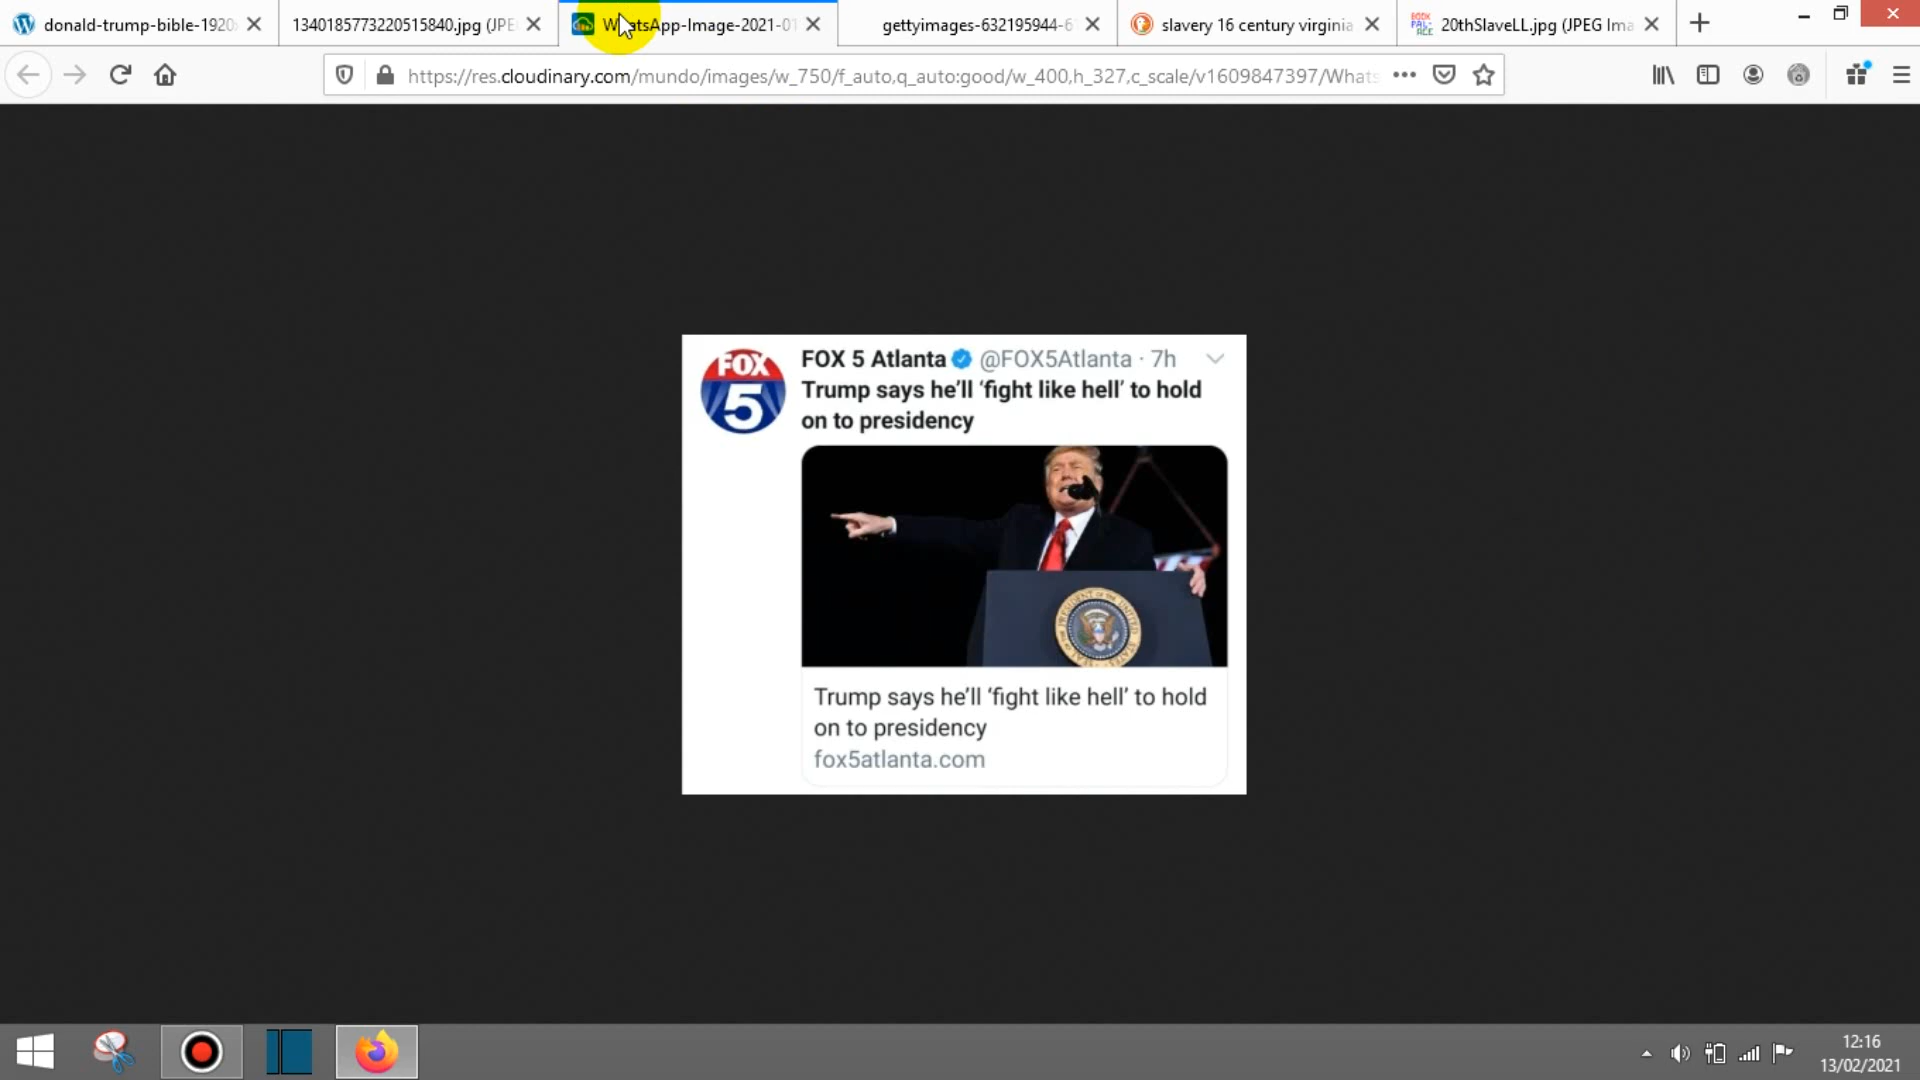 donald-trump-bible-1920
1340185773220515840.jpg (JPE
WhatsApp-Image-2021-01
gettyimages-632195944-6
slavery 16 century virginia
20thSlaveLL.jpg (JPEG Ima
https://res.cloudinary.com/mundo/images/w_750/f_auto,q_auto:good/w_400,h_327,c_scale/v1609847397/Whats
FOX 5
FOX 5 Atlanta @FOX5Atlanta · 7h
Trump says he'll 'fight like hell' to hold
on to presidency
Trump says he'll 'fight like hell' to hold
on to presidency
fox5atlanta.com
12:16
13/02/2021